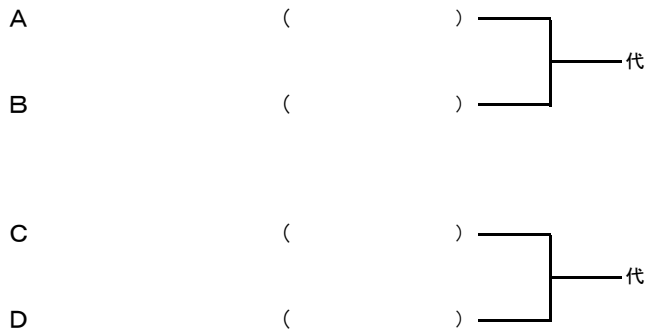 A （ ）
代
B （ ）
C （ ）
代
D （ ）